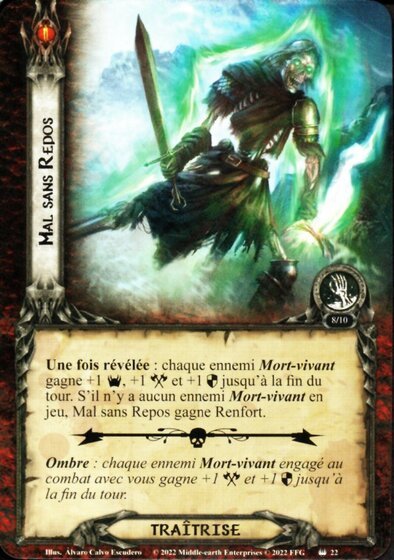 MAL SANS REPOS
8/10
Une fois révélée : chaque ennemi Mort-vivant
gagne +1 , +1 et +1 jusqu'à la fin du
tour. S'il n'y a aucun ennemi Mort-vivant en
jeu, Mal sans Repos gagne Renfort.
Ombre : chaque ennemi Mort-vivant engagé au
combat avec vous gagne +1 et +1 jusqu'à
la fin du tour.
TRAÎTRISE
Illus. Álvaro Calvo Escudero © 2022 Middle-earth Enterprises © 2022 FFG 22